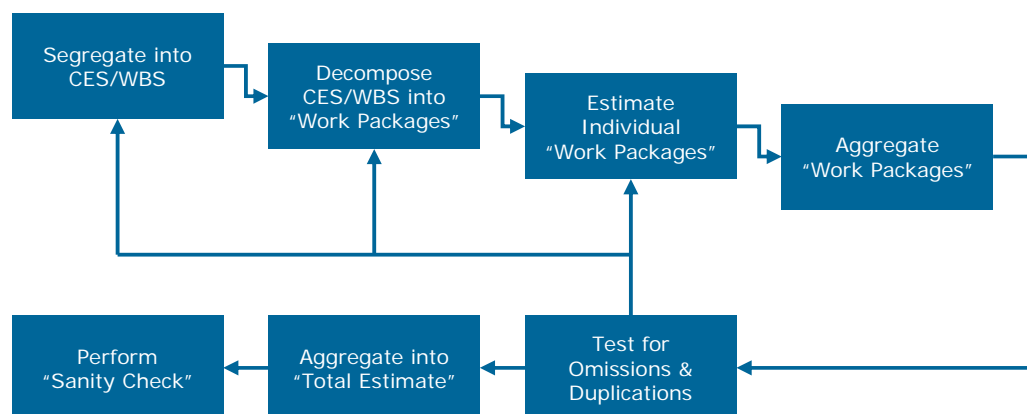 Segregate into
CES/WBS
Decompose
CES/WBS into
“Work Packages”
Estimate
Individual
“Work Packages”
Aggregate
“Work Packages”
Perform
“Sanity Check”
Aggregate into
“Total Estimate”
Test for
Omissions &
Duplications